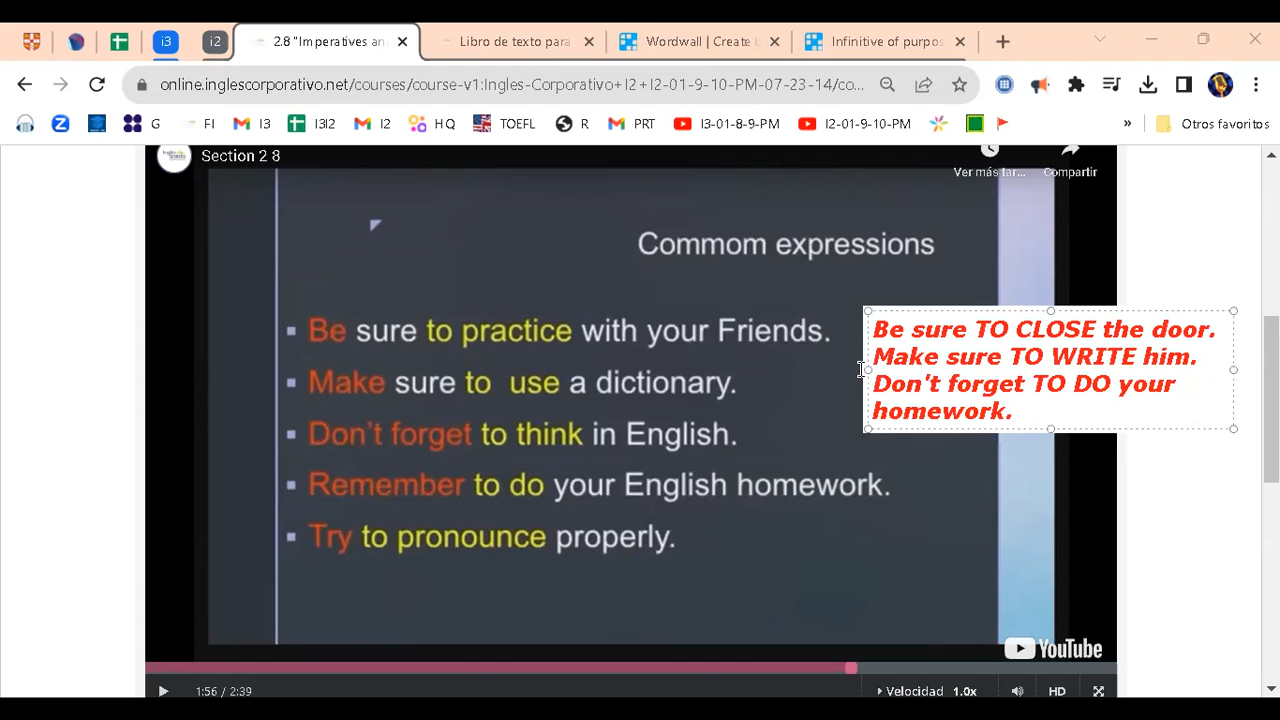 i3
i2
2.8 "Imperatives an
Libro de texto para
Wordwall | Create b
Infinitive of purpos
online.inglescorporativo.net/courses/course-v1:Ingles-Corporativo+I2+I2-01-9-10-PM-07-23-14/co...
G
FI
I3
I3I2
I2
HQ
TOEFL
R
PRT
I3-01-8-9-PM
I2-01-9-10-PM
»
Otros favoritos
Section 2 8
Ver más tar...
Compartir
Commom expressions
▪ Be sure to practice with your Friends.
▪ Make sure to use a dictionary.
▪ Don't forget to think in English.
▪ Remember to do your English homework.
▪ Try to pronounce properly.
Be sure TO CLOSE the door.
Make sure TO WRITE him.
Don't forget TO DO your
homework.
YouTube
1:56 / 2:39
Velocidad 1.0x
HD